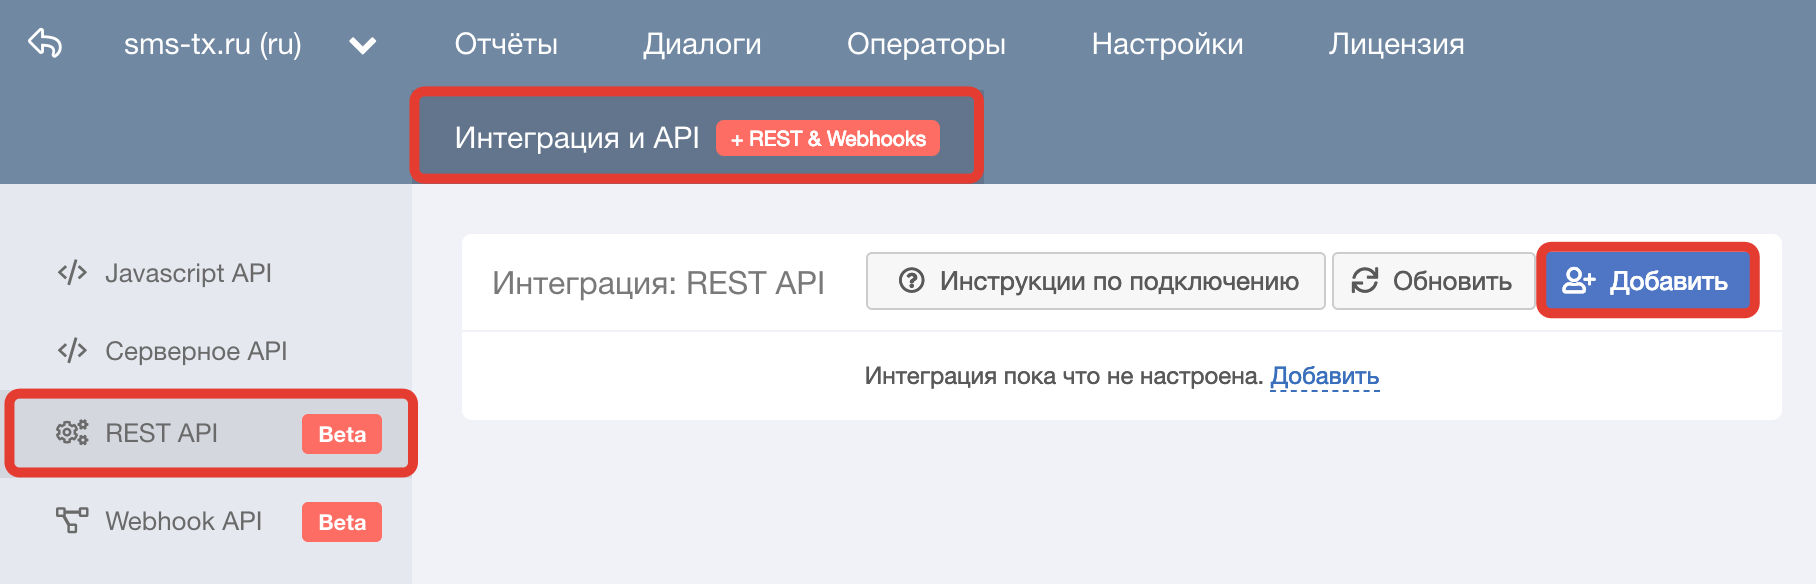 sms-tx.ru (ru) Отчёты Диалоги Операторы Настройки Лицензия
Интеграция и API + REST & Webhooks
Javascript API
Серверное API
REST API Beta
Webhook API Beta
Интеграция: REST API Инструкции по подключению Обновить Добавить
Интеграция пока что не настроена. Добавить